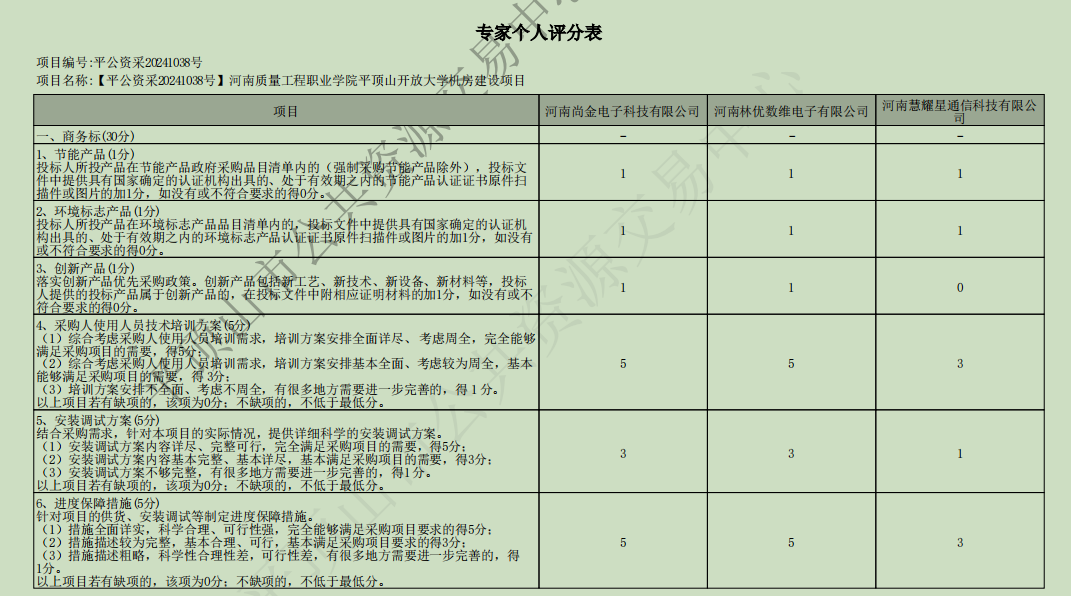 专家个人评分表
项目编号:平公资采20241038号
项目名称:【平公资采20241038号】河南质量工程职业学院平顶山开放大学机房建设项目
项目 河南尚金电子科技有限公司 河南林优数维电子有限公司 河南慧耀星通信科技有限公
司
一、商务标(30分) - - -
1、节能产品(1分)
投标人所投产品在节能产品政府采购品目清单内的（强制采购节能产品除外），投标文
件中提供具有国家确定的认证机构出具的、处于有效期之内的节能产品认证证书原件扫
描件或图片的加1分，如没有或不符合要求的得0分。
1 1 1
2、环境标志产品(1分)
投标人所投产品在环境标志产品品目清单内的，投标文件中提供具有国家确定的认证机
构出具的、处于有效期之内的环境标志产品认证证书原件扫描件或图片的加1分，如没有
或不符合要求的得0分。
1 1 1
3、创新产品(1分)
落实创新产品优先采购政策。创新产品包括新工艺、新技术、新设备、新材料等，投标
人提供的投标产品属于创新产品的，在投标文件中附相应证明材料的加1分，如没有或不
符合要求的得0分。
1 1 0
4、采购人使用人员技术培训方案(5分)
（1）综合考虑采购人使用人员培训需求，培训方案安排全面详尽、 考虑周全，完全能够
满足采购项目的需要，得5分；
（2）综合考虑采购人使用人员培训需求，培训方案安排基本全面、考虑较为周全，基本
能够满足采购项目的需要，得 3分；
（3）培训方案安排不全面、考虑不周全，有很多地方需要进一步完善的，得 1 分。
以上项目若有缺项的，该项为0分；不缺项的，不低于最低分。
5 5 3
5、安装调试方案(5分)
结合采购需求，针对本项目的实际情况，提供详细科学的安装调试方案。
（1）安装调试方案内容详尽、完整可行，完全满足采购项目的需要，得5分；
（2）安装调试方案内容基本完整、基本详尽，基本满足采购项目的需要，得3分；
（3）安装调试方案不够完整，有很多地方需要进一步完善的，得1分。
以上项目若有缺项的，该项为0分；不缺项的，不低于最低分。
3 3 1
6、进度保障措施(5分)
针对项目的供货、安装调试等制定进度保障措施。
（1）措施全面详实，科学合理、可行性强，完全能够满足采购项目要求的得5分；
（2）措施描述较为完整，基本合理、可行，基本满足采购项目要求的得3分；
（3）措施描述粗略，科学性合理性差，可行性差，有很多地方需要进一步完善的，得
1分。
以上项目若有缺项的，该项为0分；不缺项的，不低于最低分。
5 5 3
平顶山市公共资源交易中心
平顶山市公共资源交易中心